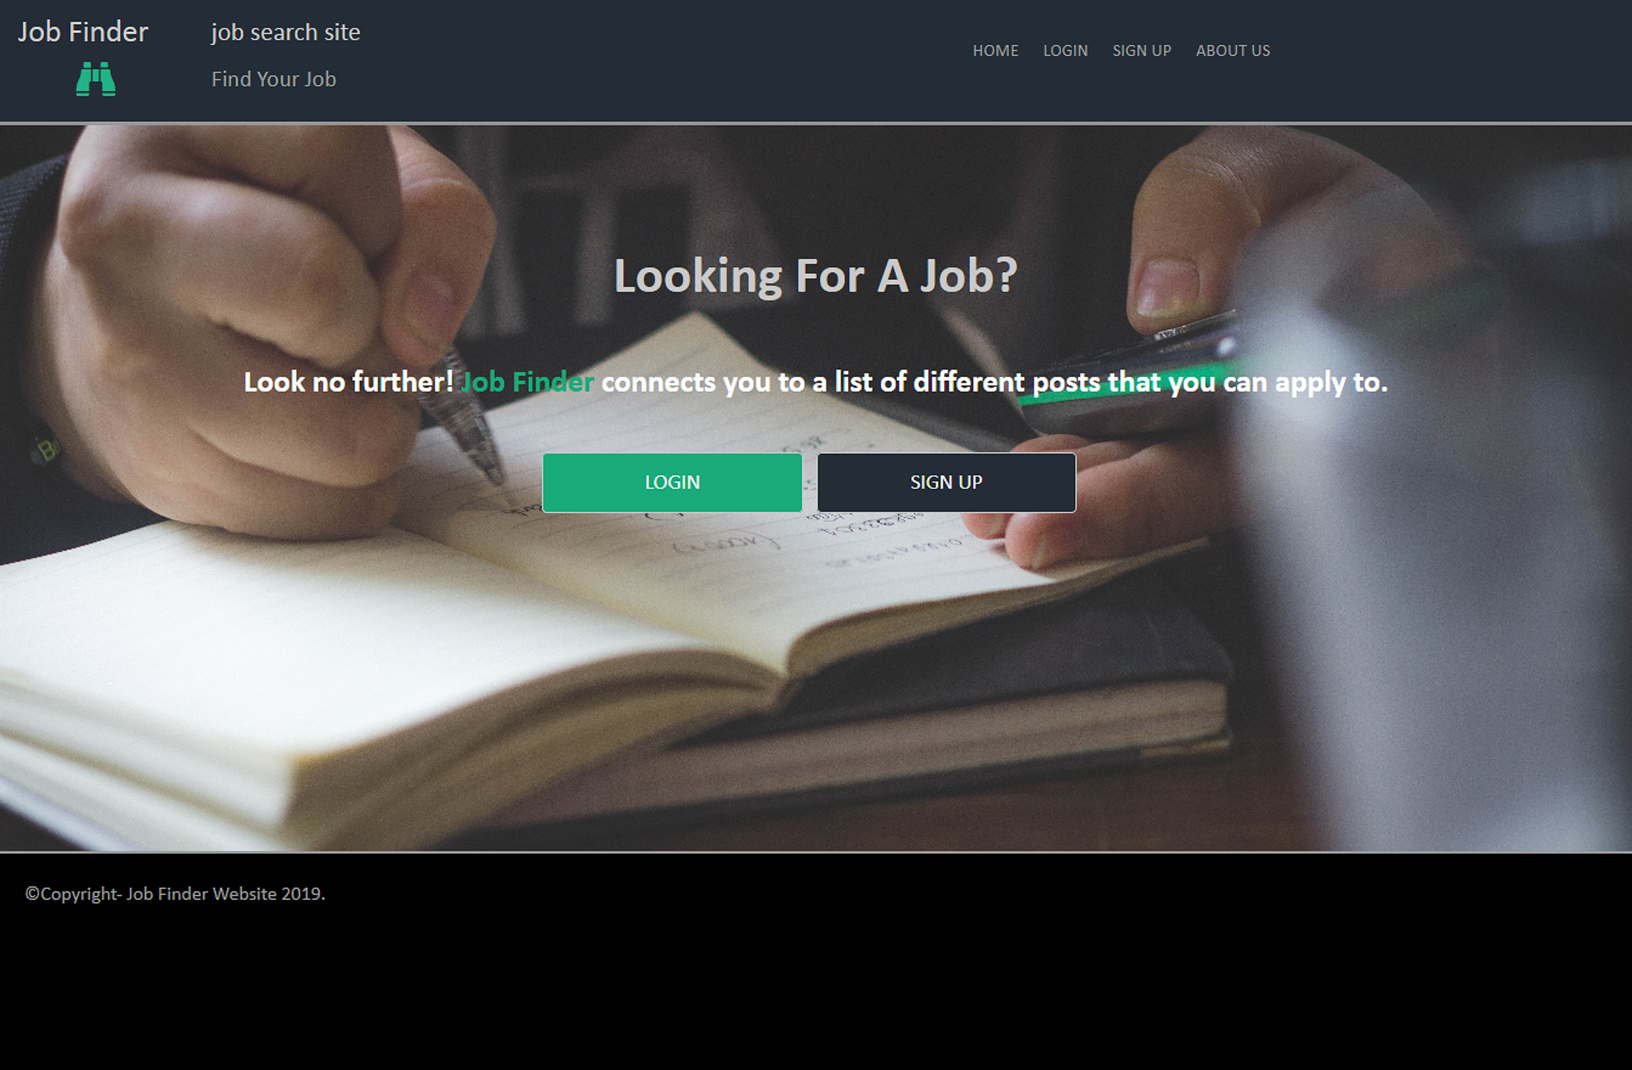 Job Finder
job search site
Find Your Job
HOME LOGIN SIGN UP ABOUT US
Looking For A Job?
Look no further! Job Finder connects you to a list of different posts that you can apply to.
LOGIN SIGN UP
©Copyright- Job Finder Website 2019.